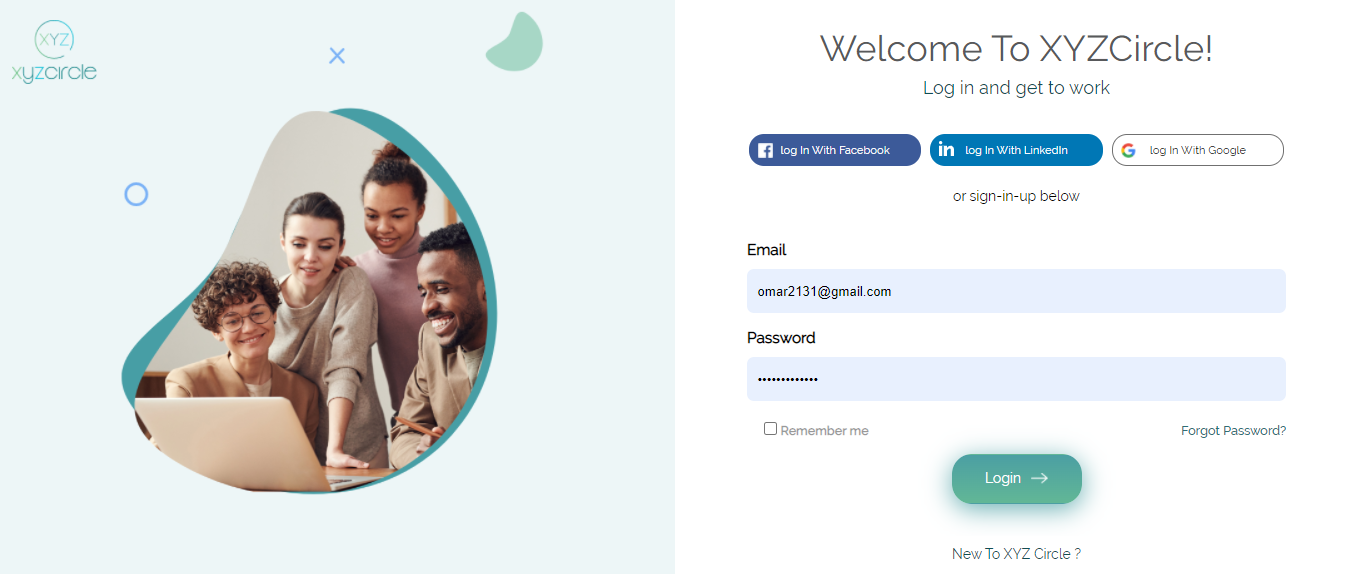 XYZ
xyzcircle
Welcome To XYZCircle!
Log in and get to work
log In With Facebook
in log In With LinkedIn
G log In With Google
or sign-in-up below
Email
omar2131@gmail.com
Password
•••••••••••••
Remember me
Forgot Password?
Login →
New To XYZ Circle ?